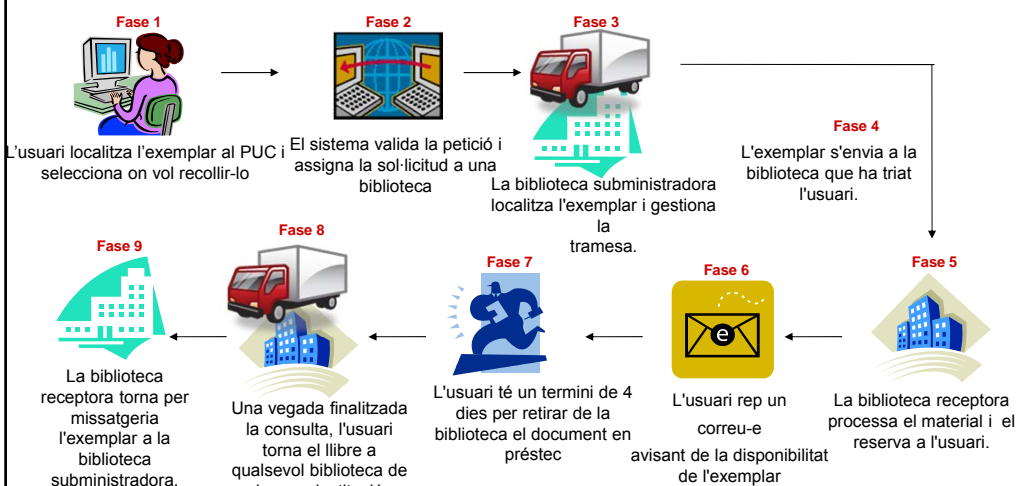 Fase 1
L'usuari localitza l'exemplar al PUC i
selecciona on vol recollir-lo
Fase 2
El sistema valida la petició i
assigna la sol·licitud a una
biblioteca
Fase 3
La biblioteca subministradora
localitza l'exemplar i gestiona
la
tramesa.
Fase 4
L'exemplar s'envia a la
biblioteca que ha triat
l'usuari.
Fase 5
La biblioteca receptora
processa el material i el
reserva a l'usuari.
Fase 6
e
L'usuari rep un
correu-e
avisant de la disponibilitat
de l'exemplar
Fase 7
L'usuari té un termini de 4
dies per retirar de la
biblioteca el document en
préstec
Fase 8
Una vegada finalitzada
la consulta, l'usuari
torna el llibre a
qualsevol biblioteca de
Fase 9
La biblioteca
receptora torna per
missatgeria
l'exemplar a la
biblioteca
subministradora.